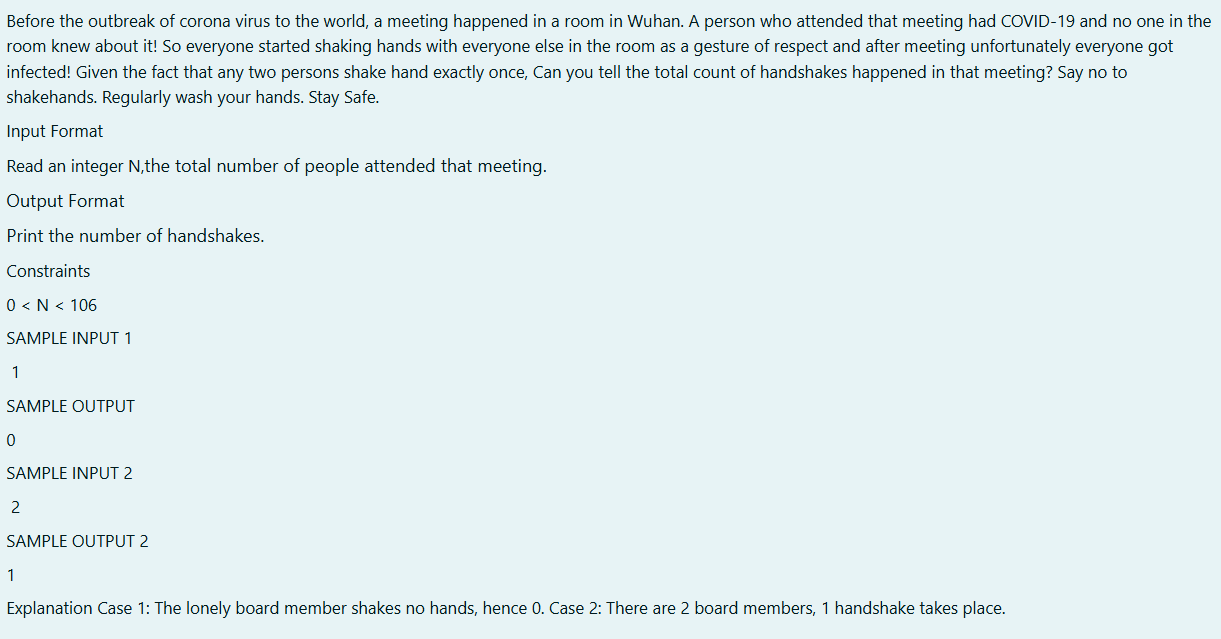 Before the outbreak of corona virus to the world, a meeting happened in a room in Wuhan. A person who attended that meeting had COVID-19 and no one in the
room knew about it! So everyone started shaking hands with everyone else in the room as a gesture of respect and after meeting unfortunately everyone got
infected! Given the fact that any two persons shake hand exactly once, Can you tell the total count of handshakes happened in that meeting? Say no to
shakehands. Regularly wash your hands. Stay Safe.
Input Format
Read an integer N,the total number of people attended that meeting.
Output Format
Print the number of handshakes.
Constraints
0 < N < 106
SAMPLE INPUT 1
1
SAMPLE OUTPUT
0
SAMPLE INPUT 2
2
SAMPLE OUTPUT 2
1
Explanation Case 1: The lonely board member shakes no hands, hence 0. Case 2: There are 2 board members, 1 handshake takes place.